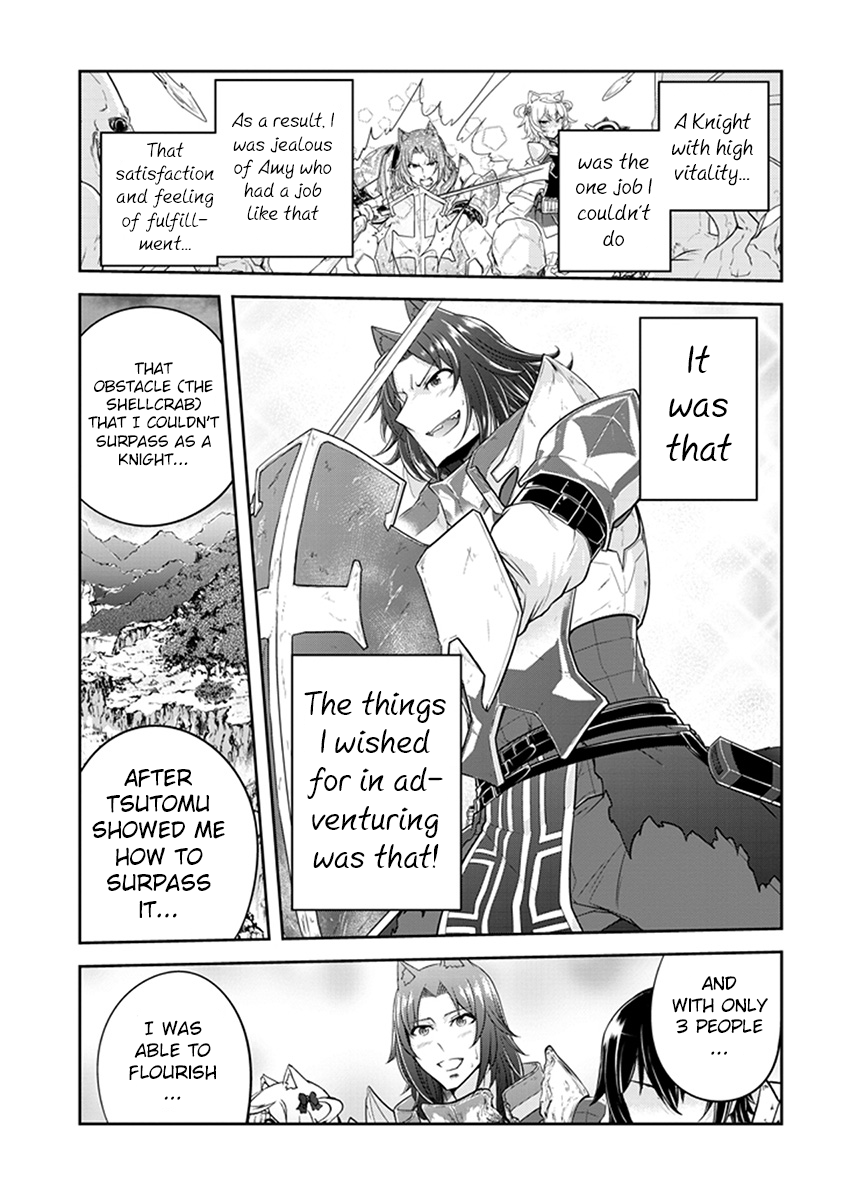 A Knight
with high
vitality...
was the
one job I
couldn't
do
As a result, I
was jealous
of Amy who
had a job
like that
That
satisfaction
and feeling
of fulfill-
ment...
It
was
that
The things
I wished
for in ad-
venturing
was that!
THAT
OBSTACLE (THE
SHELLCRAB)
THAT I COULDN'T
SURPASS AS A
KNIGHT...
AFTER
TSUTOMU
SHOWED ME
HOW TO
SURPASS
IT...
AND
WITH ONLY
3 PEOPLE
...
I WAS
ABLE TO
FLOURISH
...